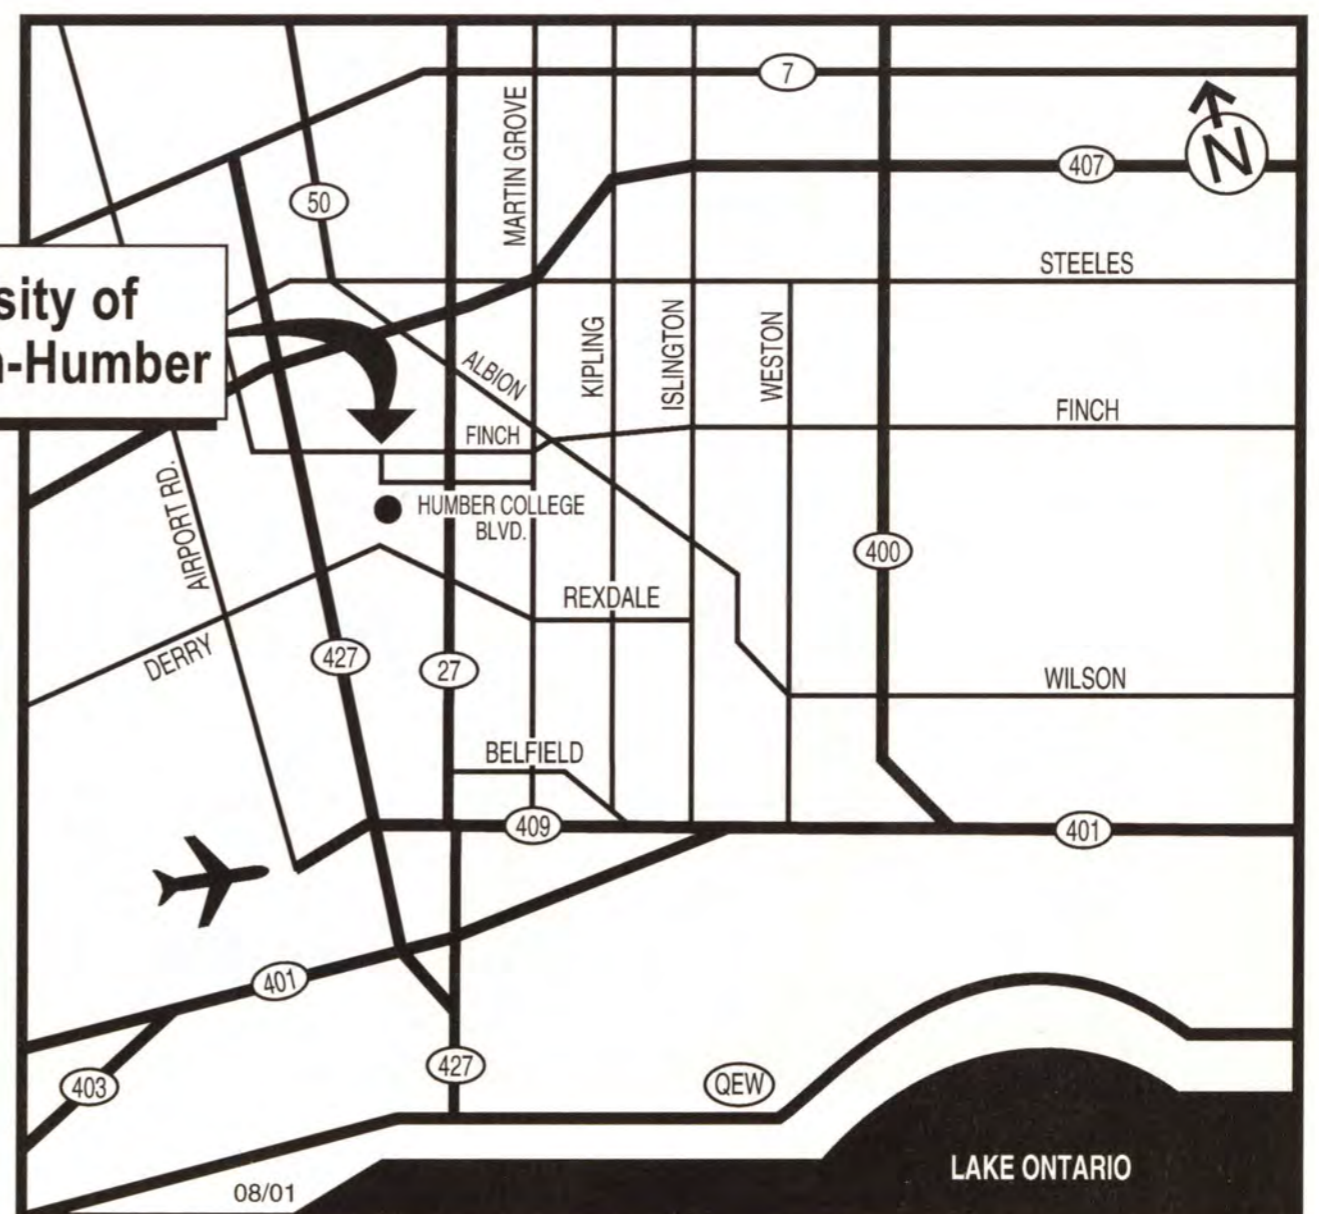 7
MARTIN GROVE
N
407
50
STEELES
sity of
-Humber
KIPLING
ISLINGTON
WESTON
ALBION
FINCH
FINCH
AIRPORT RD.
HUMBER COLLEGE
BLVD.
400
REXDALE
DERRY
427
27
WILSON
BELFIELD
409
401
401
427
403
QEW
LAKE ONTARIO
08/01